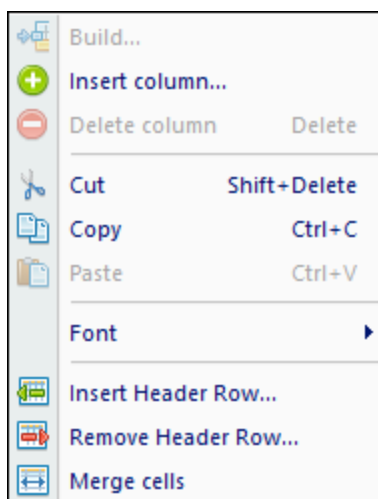 Build...
Insert column...
Delete column Delete
Cut Shift+Delete
Copy Ctrl+C
Paste Ctrl+V
Font
Insert Header Row...
Remove Header Row...
Merge cells